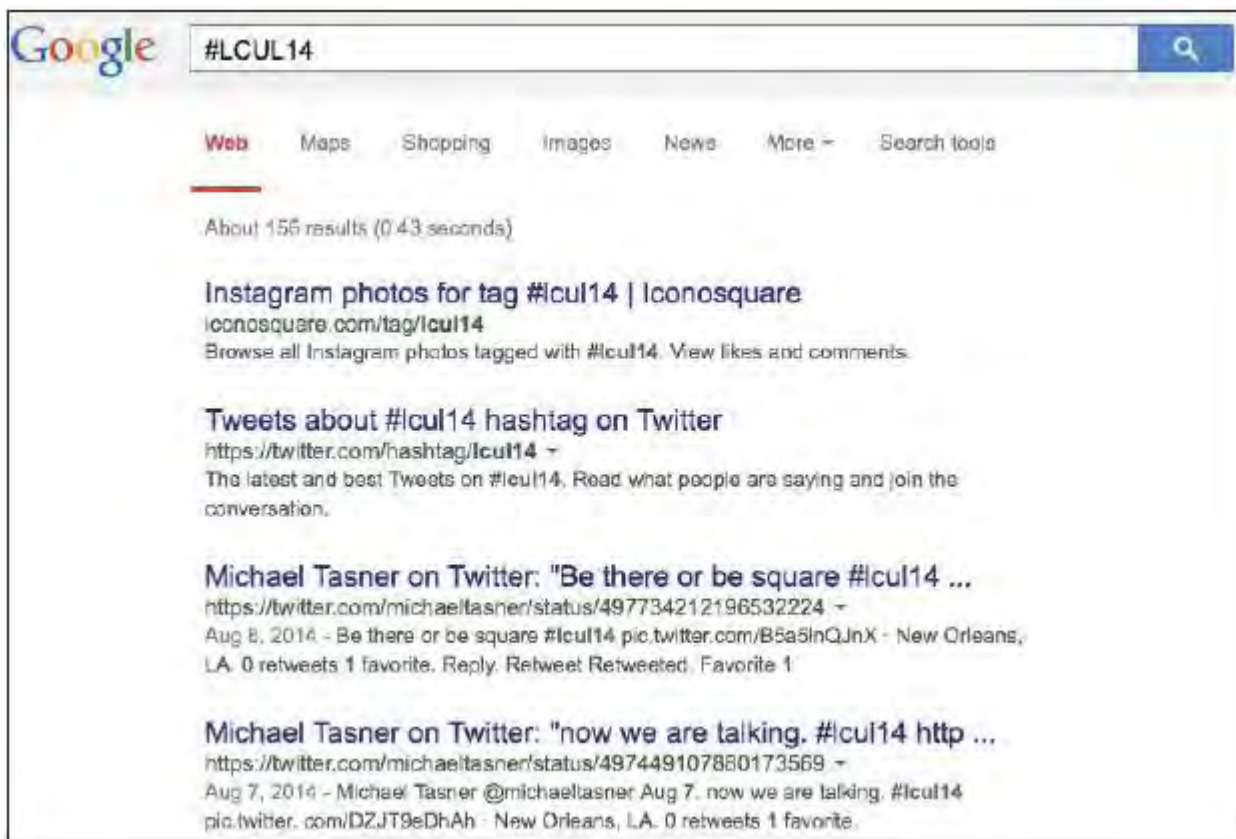 Google #LCUL14
Web Maps Shopping Images News More Search tools
About 155 results (0.43 seconds)
Instagram photos for tag #lcul14 | Iconosquare
iconosquare.com/tag/lcul14
Browse all Instagram photos tagged with #lcul14. View likes and comments.
Tweets about #lcul14 hashtag on Twitter
https://twitter.com/hashtag/lcul14
The latest and best Tweets on #lcul14. Read what people are saying and join the
conversation.
Michael Tasner on Twitter: "Be there or be square #lcul14 ...
https://twitter.com/michaeltasner/status/497734212196532224
Aug 8, 2014 - Be there or be square #lcul14 pic.twitter.com/B5a5InQJnX - New Orleans,
LA. 0 retweets 1 favorite. Reply. Retweet Retweeted. Favorite 1
Michael Tasner on Twitter: "now we are talking. #lcul14 http ...
https://twitter.com/michaeltasner/status/497449107880173569
Aug 7, 2014 - Michael Tasner @michaeltasner Aug 7. now we are talking. #lcul14
pic.twitter. com/DZJT9eDhAh · New Orleans, LA. 0 retweets 1 favorite.